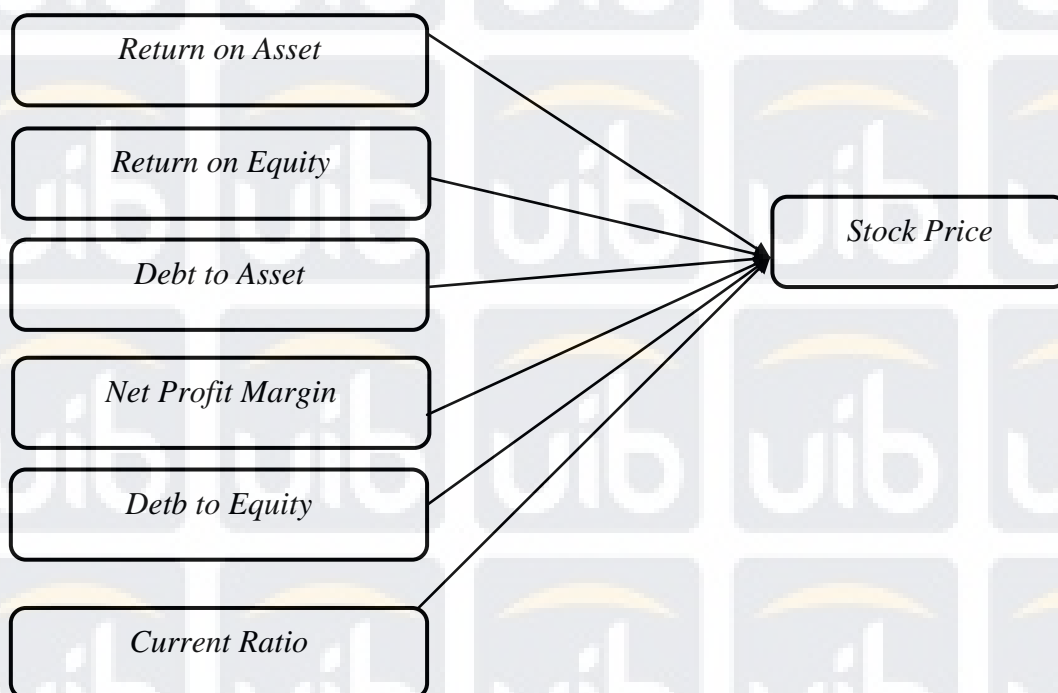 Return on Asset
Return on Equity
Stock Price
Debt to Asset
Net Profit Margin
Detb to Equity
Current Ratio
uib